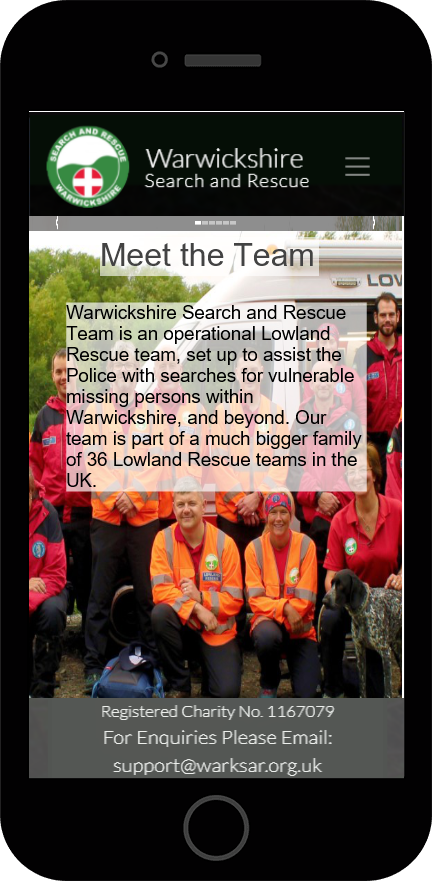 SEARCH AND RESCUE
WARWICKSHIRE
Warwickshire
Search and Rescue
Meet the Team
LOW
Warwickshire Search and Rescue
Team is an operational Lowland
Rescue team, set up to assist the
Police with searches for vulnerable
missing persons within
Warwickshire, and beyond. Our
team is part of a much bigger family
of 36 Lowland Rescue teams in the
UK.
Registered Charity No. 1167079
For Enquiries Please Email:
support@warksar.org.uk